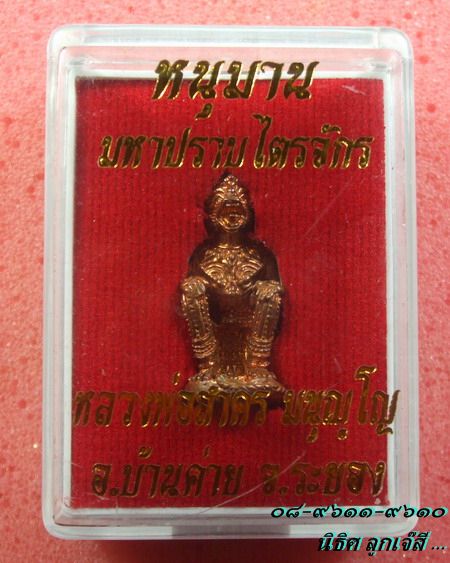 หนุมาน
มหาปราบไตรจักร
หลวงพ่อสาคร มนุญฺโญ
อ.บ้านค่าย จ.ระยอง
๐๘-๙๖๑๑-๙๖๑๐
นิธิศ ลูกเจ๊สี ...